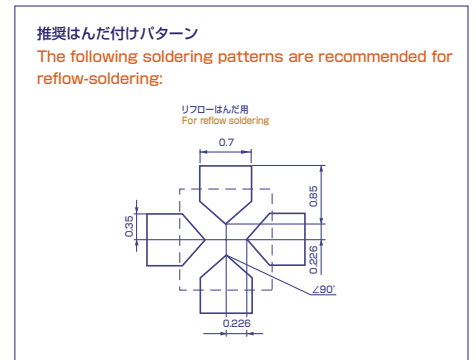 推奨はんだ付けパターン
The following soldering patterns are recommended for
reflow-soldering:
リフローはんだ用
For reflow soldering
0.7
0.85
0.35
0.226
∠90°
0.226